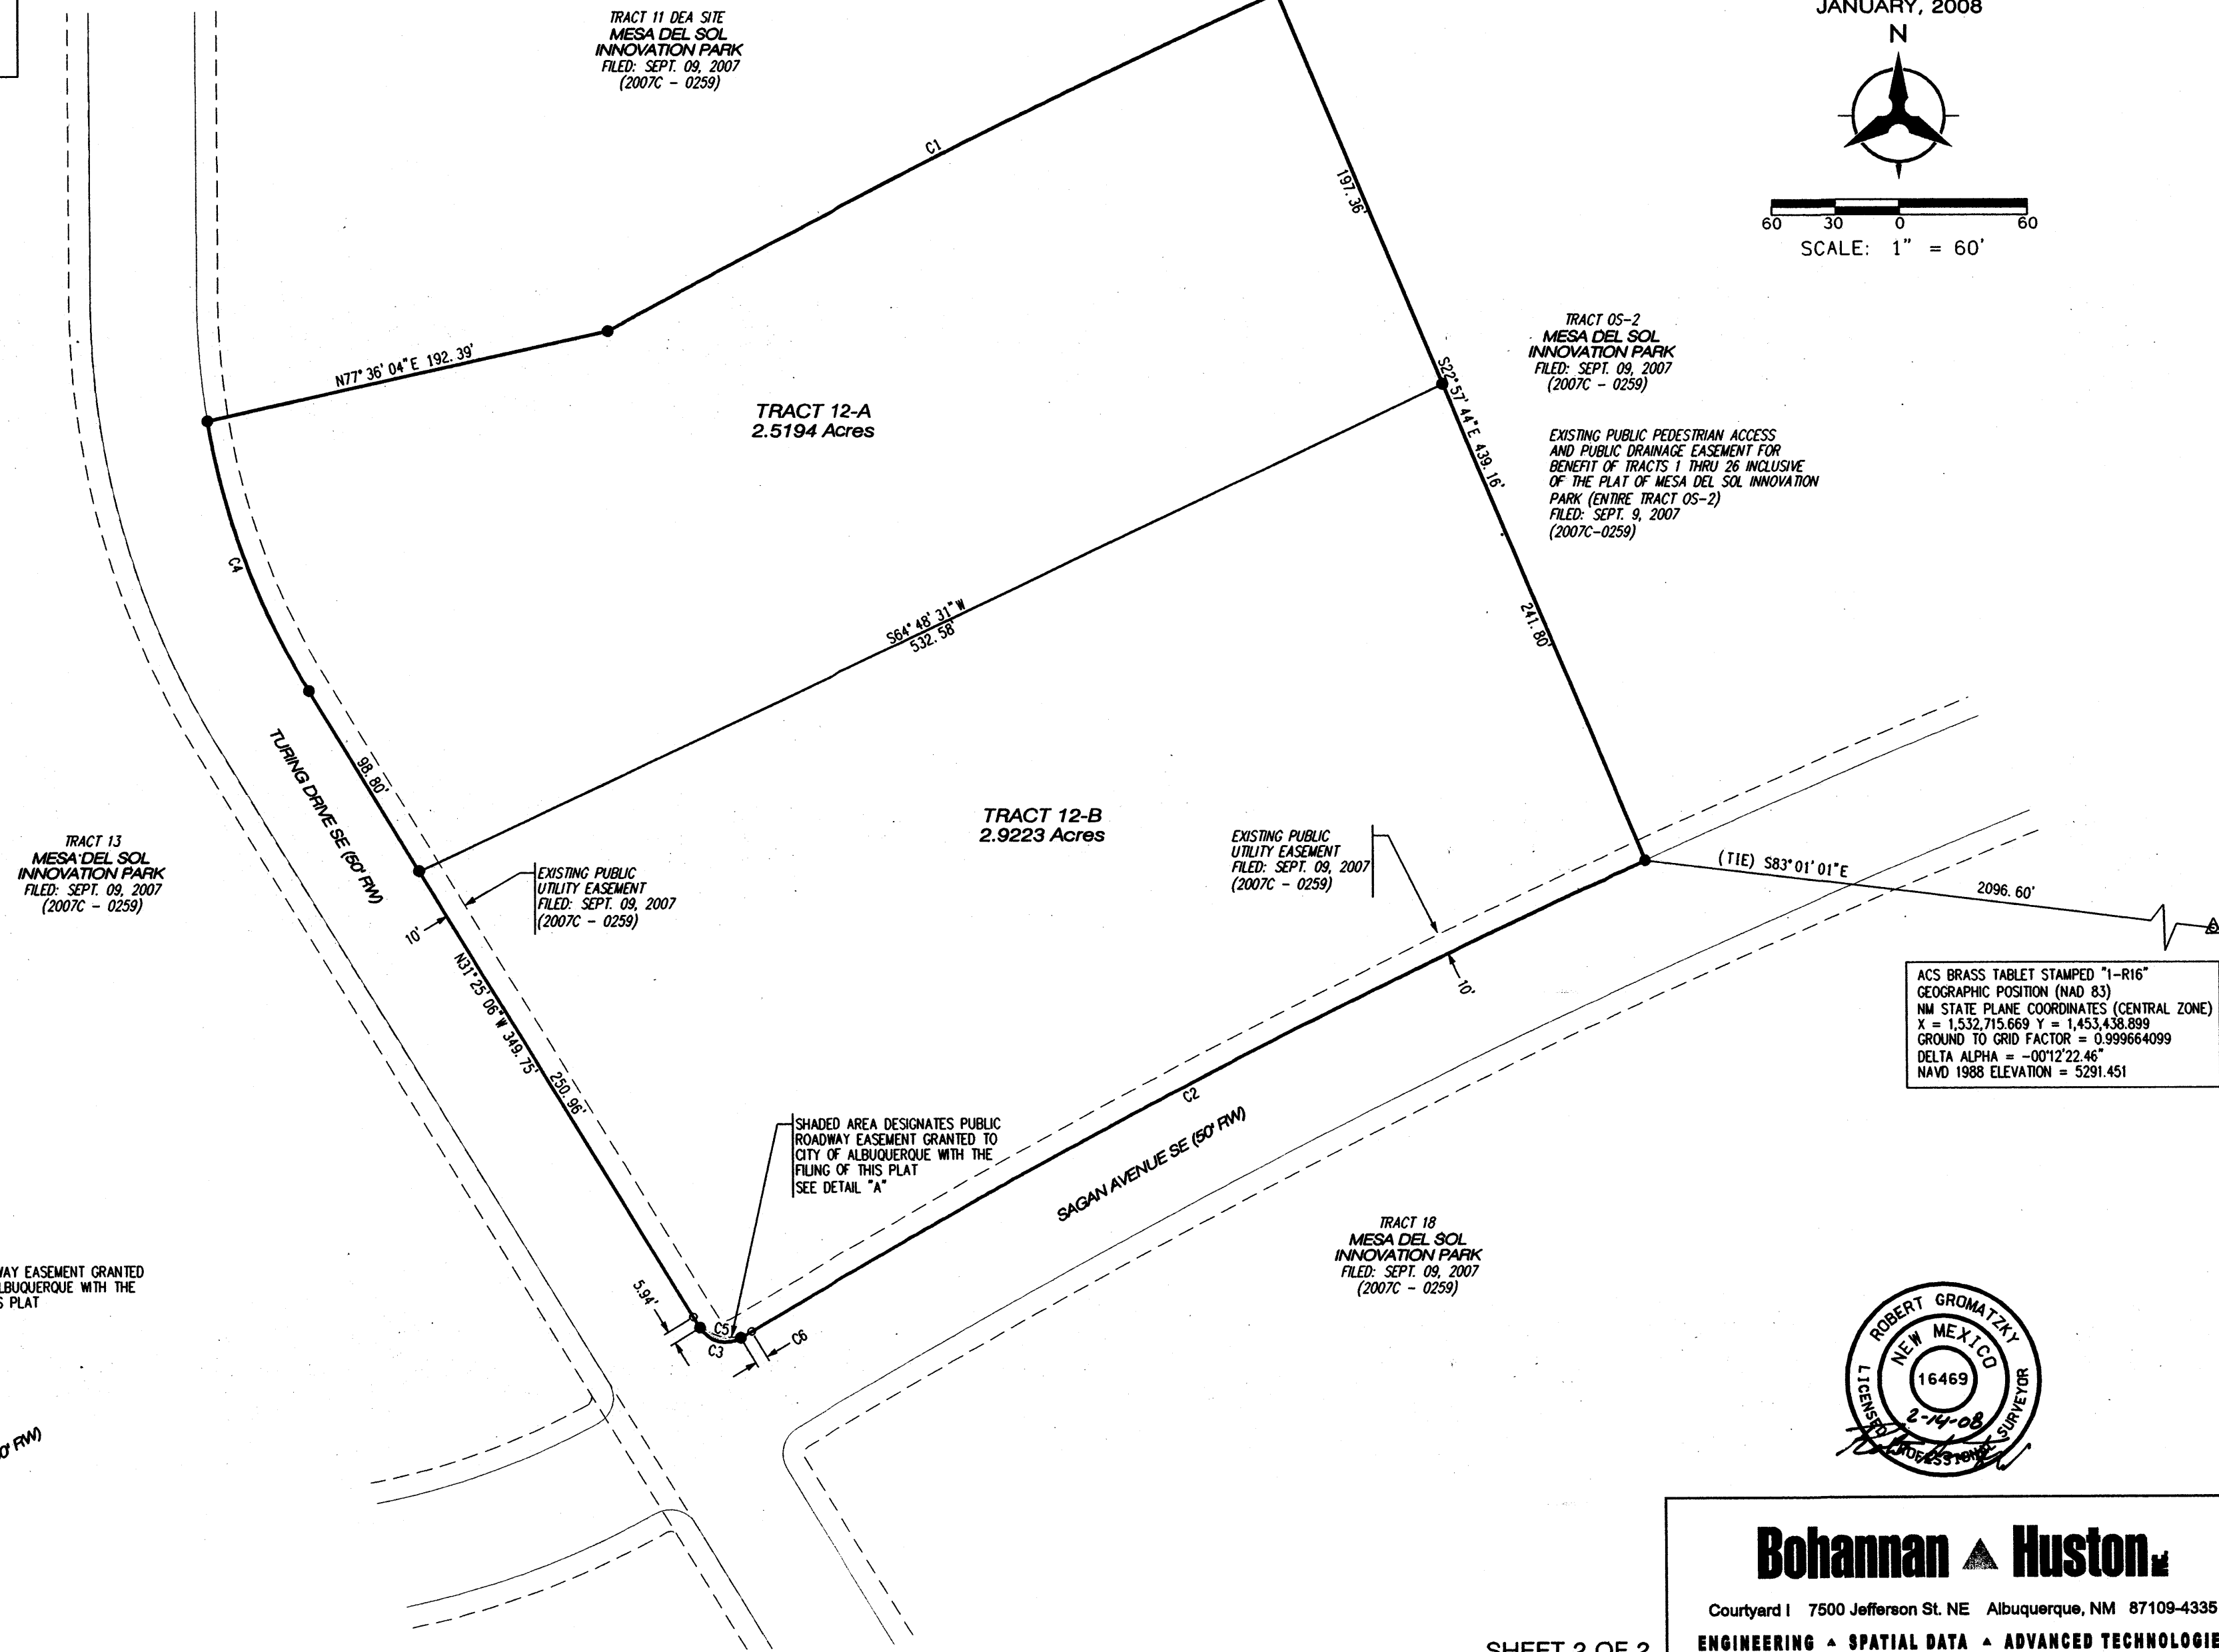 JANUARY, 2008
N
60 30 0 60
SCALE: 1" = 60'
TRACT 11 DEA SITE
MESA DEL SOL
INNOVATION PARK
FILED: SEPT. 09, 2007
(2007C - 0259)
C1
197.36'
N77°36'04"E 192.39'
TRACT 12-A
2.5194 Acres
S22°57'44"E 439.16'
TRACT OS-2
MESA DEL SOL
INNOVATION PARK
FILED: SEPT. 09, 2007
(2007C - 0259)
EXISTING PUBLIC PEDESTRIAN ACCESS
AND PUBLIC DRAINAGE EASEMENT FOR
BENEFIT OF TRACTS 1 THRU 26 INCLUSIVE
OF THE PLAT OF MESA DEL SOL INNOVATION
PARK (ENTIRE TRACT OS-2)
FILED: SEPT. 9, 2007
(2007C-0259)
C4
S64°48'31"W
532.58'
241.80'
TURING DRIVE SE (50' RW)
98.80'
TRACT 13
MESA DEL SOL
INNOVATION PARK
FILED: SEPT. 09, 2007
(2007C - 0259)
TRACT 12-B
2.9223 Acres
EXISTING PUBLIC
UTILITY EASEMENT
FILED: SEPT. 09, 2007
(2007C - 0259)
EXISTING PUBLIC
UTILITY EASEMENT
FILED: SEPT. 09, 2007
(2007C - 0259)
(TIE) S83°01'01"E
2096.60'
10'
10'
N31°25'06"W 349.75'
250.96'
ACS BRASS TABLET STAMPED "1-R16"
GEOGRAPHIC POSITION (NAD 83)
NM STATE PLANE COORDINATES (CENTRAL ZONE)
X = 1,532,715.669 Y = 1,453,438.899
GROUND TO GRID FACTOR = 0.999664099
DELTA ALPHA = -00°12'22.46"
NAVD 1988 ELEVATION = 5291.451
C2
SAGAN AVENUE SE (50' RW)
SHADED AREA DESIGNATES PUBLIC
ROADWAY EASEMENT GRANTED TO
CITY OF ALBUQUERQUE WITH THE
FILING OF THIS PLAT
SEE DETAIL "A"
TRACT 18
MESA DEL SOL
INNOVATION PARK
FILED: SEPT. 09, 2007
(2007C - 0259)
EASEMENT GRANTED
WITH THE
PLAT
5.94'
C5
C3
C6
RW)
ROBERT GROMATZKY
NEW MEXICO
16469
2-14-08
LICENSED PROFESSIONAL SURVEYOR
Bohannan Huston INC.
Courtyard I 7500 Jefferson St. NE Albuquerque, NM 87109-4335
ENGINEERING ▲ SPATIAL DATA ▲ ADVANCED TECHNOLOGIE
SHEET 2 OF 2